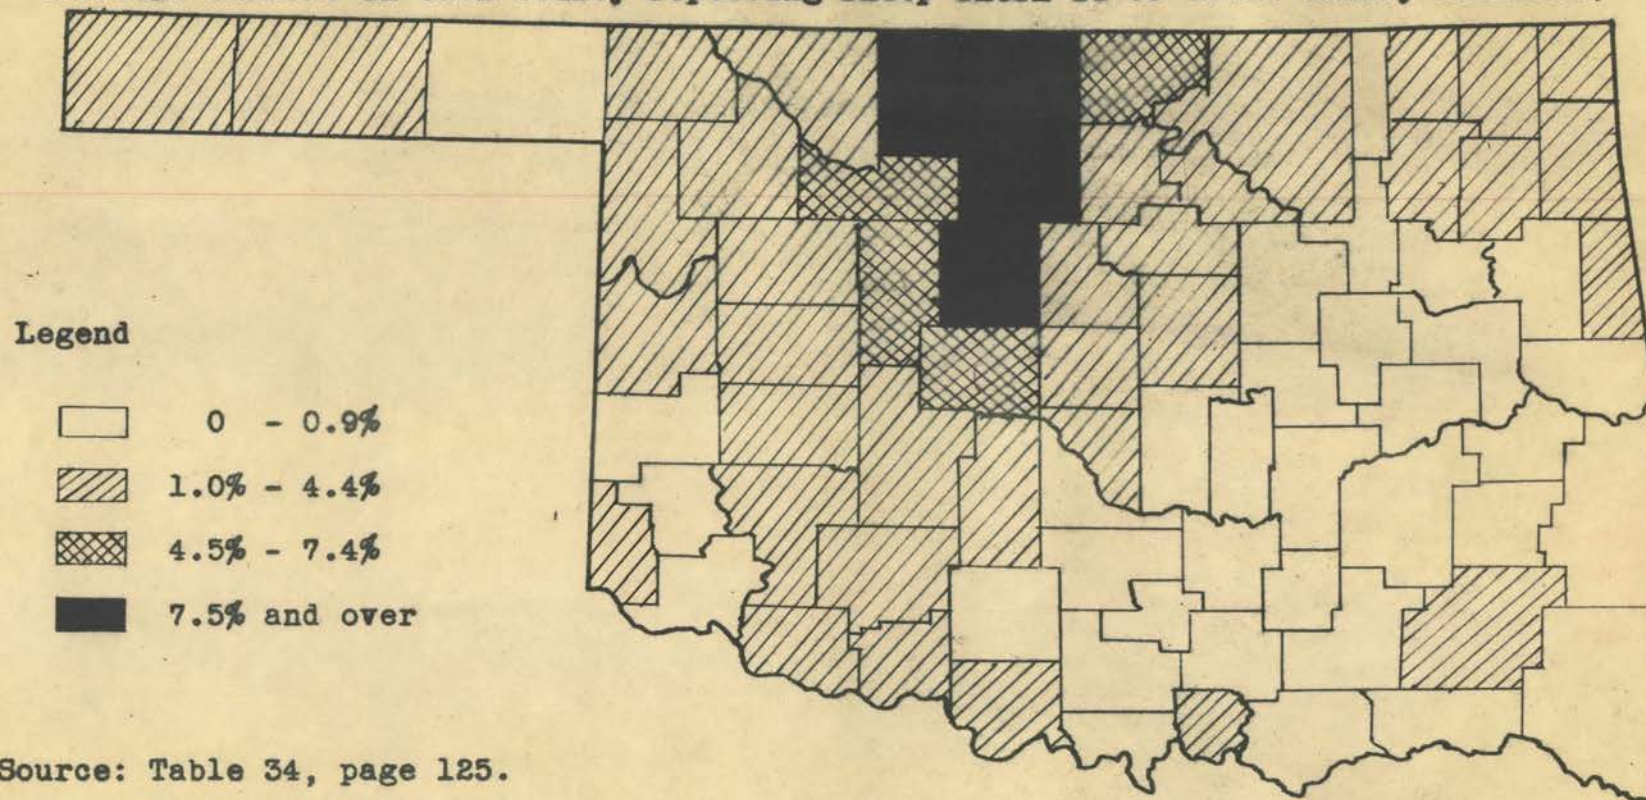 Legend
0 - 0.9%
1.0% - 4.4%
4.5% - 7.4%
7.5% and over
Source: Table 34, page 125.